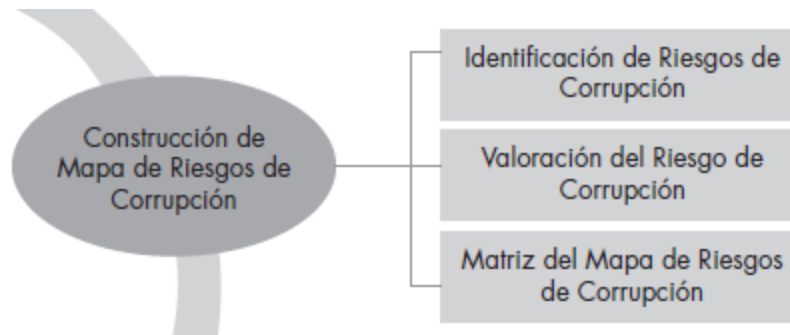 Construcción de
Mapa de Riesgos de
Corrupción
Identificación de Riesgos de
Corrupción
Valoración del Riesgo de
Corrupción
Matriz del Mapa de Riesgos
de Corrupción